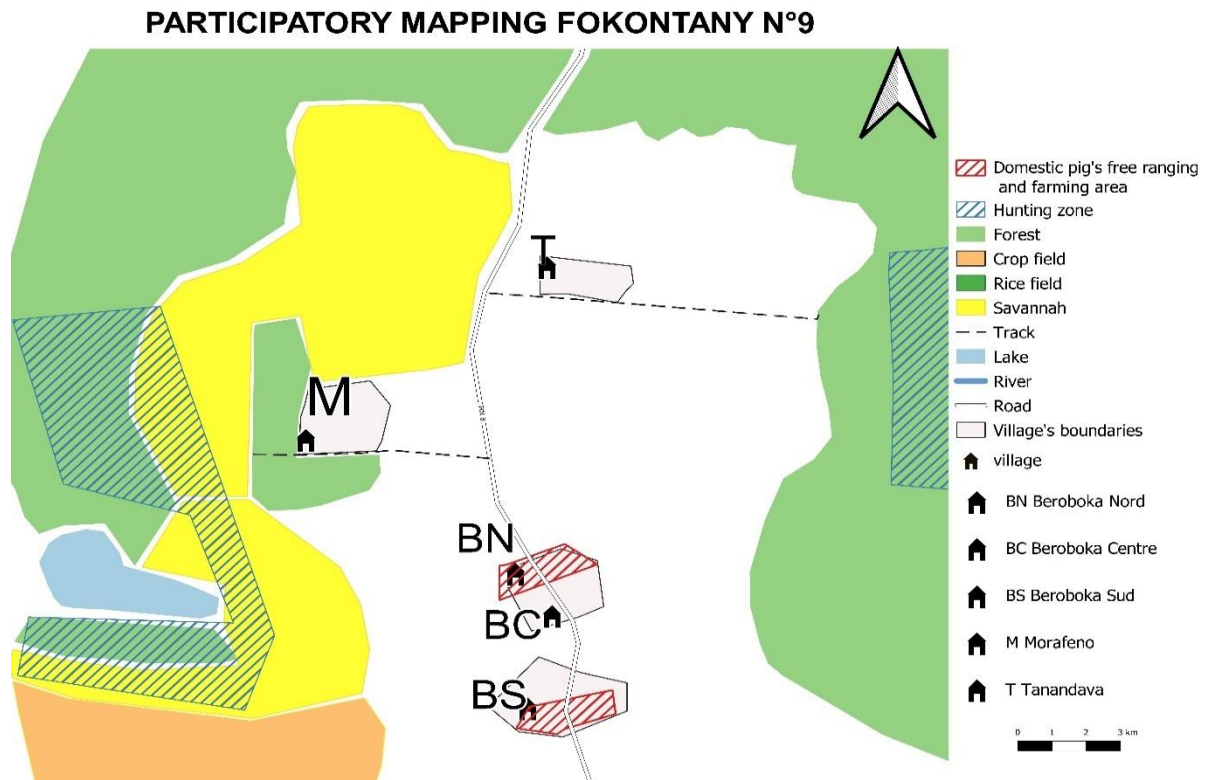 PARTICIPATORY MAPPING FOKONTANY N°9
T
M
BN
BC
BS
Domestic pig's free ranging
and farming area
Hunting zone
Forest
Crop field
Rice field
Savannah
Track
Lake
River
Road
Village's boundaries
village
BN Beroboka Nord
BC Beroboka Centre
BS Beroboka Sud
M Morafeno
T Tanandava
0 1 2 3 km